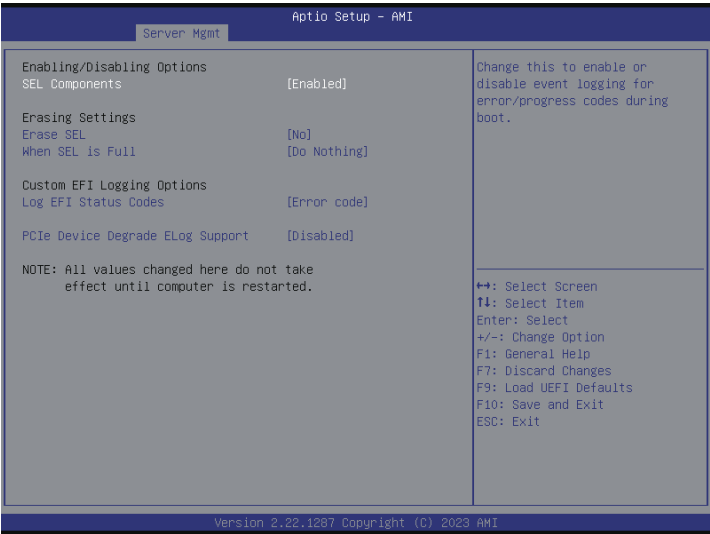 Aptio Setup – AMI
Server Mgmt
Enabling/Disabling Options
SEL Components [Enabled]
Erasing Settings
Erase SEL [No]
When SEL is Full [Do Nothing]
Custom EFI Logging Options
Log EFI Status Codes [Error code]
PCIe Device Degrade ELog Support [Disabled]
NOTE: All values changed here do not take
effect until computer is restarted.
Change this to enable or
disable event logging for
error/progress codes during
boot.
↔: Select Screen
↑↓: Select Item
Enter: Select
+/-: Change Option
F1: General Help
F7: Discard Changes
F9: Load UEFI Defaults
F10: Save and Exit
ESC: Exit
Version 2.22.1287 Copyright (C) 2023 AMI